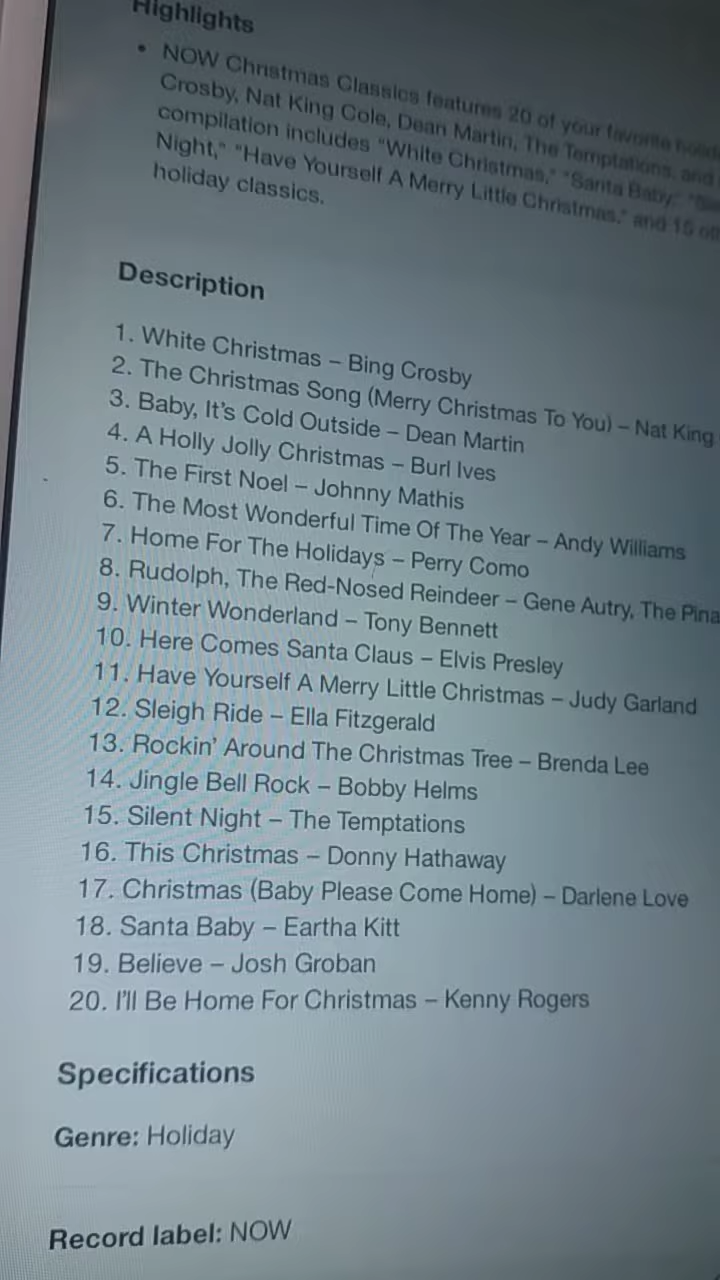 Highlights
• NOW Christmas Classics features 20 of your favorite
Crosby, Nat King Cole, Dean Martin, The Temptations, and
compilation includes "White Christmas," "Santa Baby,"
Night," "Have Yourself A Merry Little Christmas," and 15
holiday classics.
Description
1. White Christmas – Bing Crosby
2. The Christmas Song (Merry Christmas To You) – Nat King
3. Baby, It's Cold Outside – Dean Martin
4. A Holly Jolly Christmas – Burl Ives
5. The First Noel – Johnny Mathis
6. The Most Wonderful Time Of The Year – Andy Williams
7. Home For The Holidays – Perry Como
8. Rudolph, The Red-Nosed Reindeer – Gene Autry, The Pina
9. Winter Wonderland – Tony Bennett
10. Here Comes Santa Claus – Elvis Presley
11. Have Yourself A Merry Little Christmas – Judy Garland
12. Sleigh Ride – Ella Fitzgerald
13. Rockin' Around The Christmas Tree – Brenda Lee
14. Jingle Bell Rock – Bobby Helms
15. Silent Night – The Temptations
16. This Christmas – Donny Hathaway
17. Christmas (Baby Please Come Home) – Darlene Love
18. Santa Baby – Eartha Kitt
19. Believe – Josh Groban
20. I'll Be Home For Christmas – Kenny Rogers
Specifications
Genre: Holiday
Record label: NOW